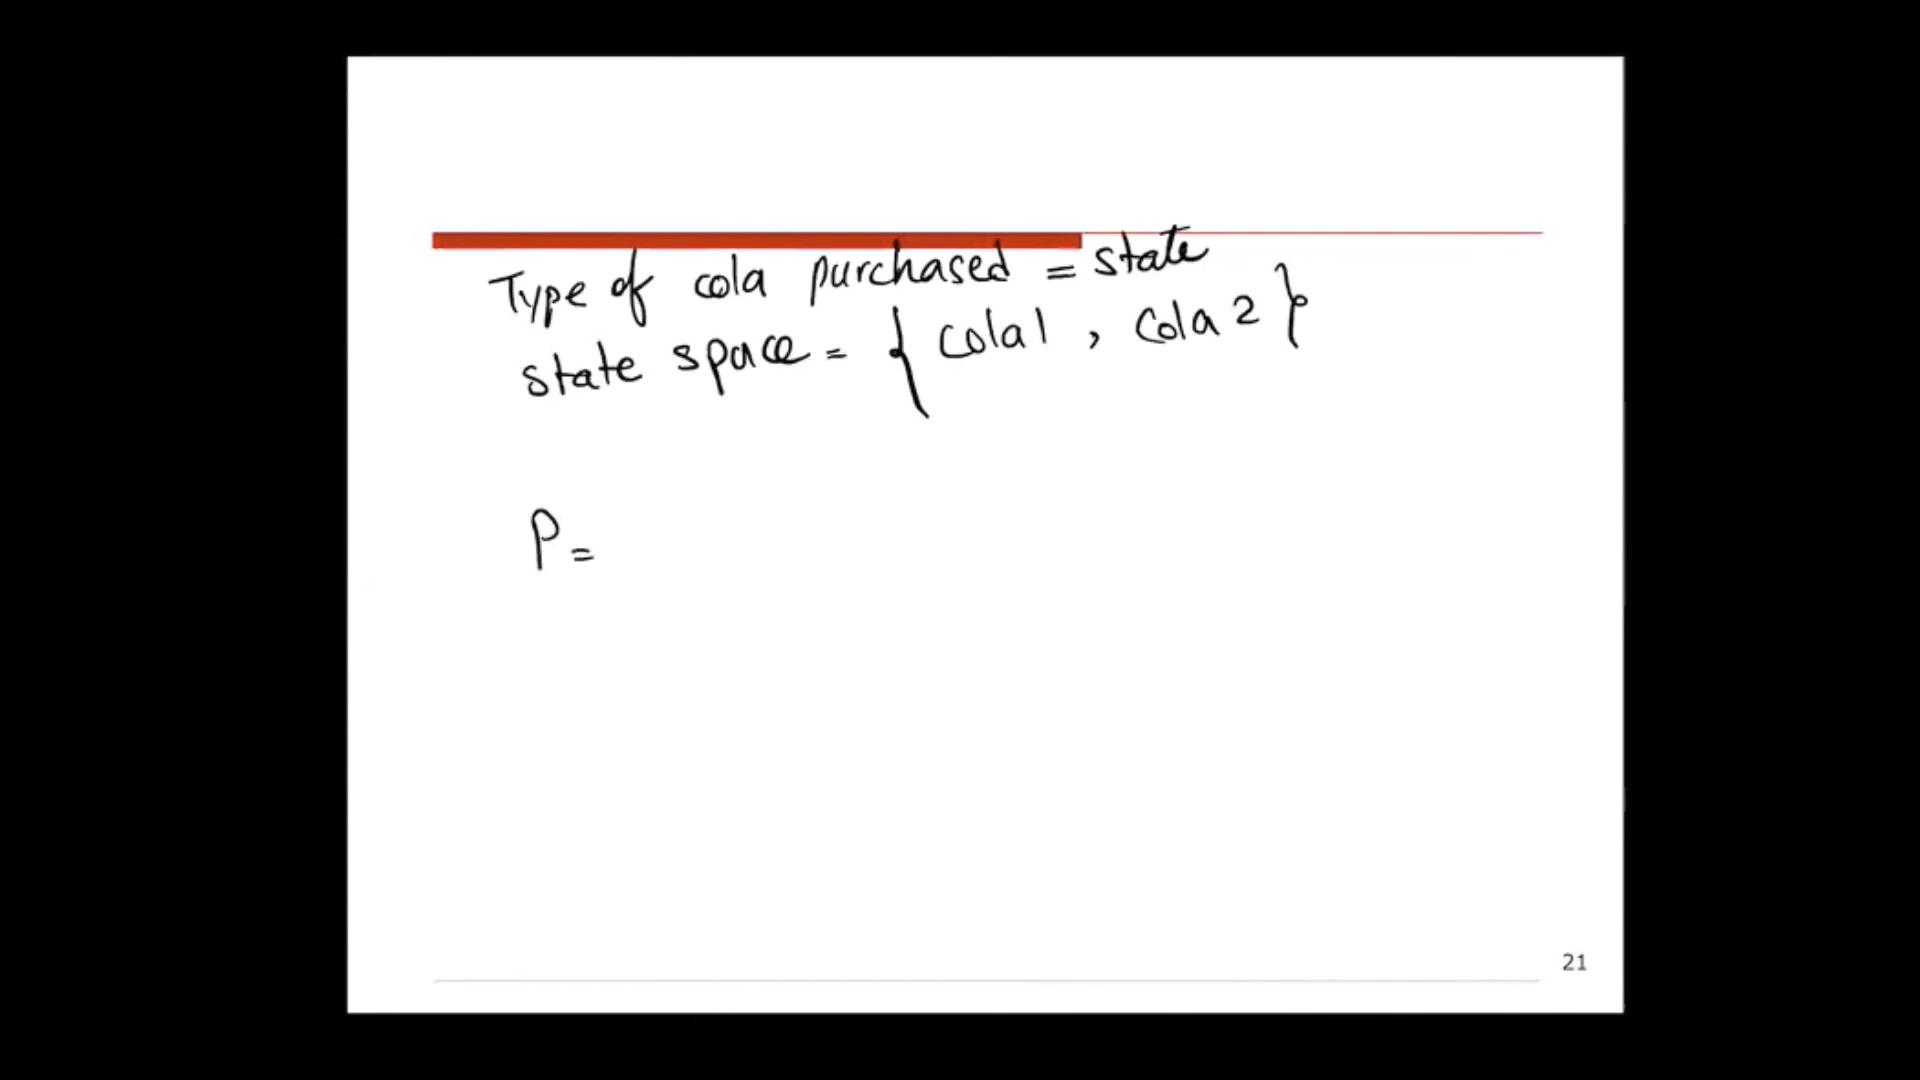 Type of cola purchased = state
state space = { cola1 , cola 2 }
P =
21